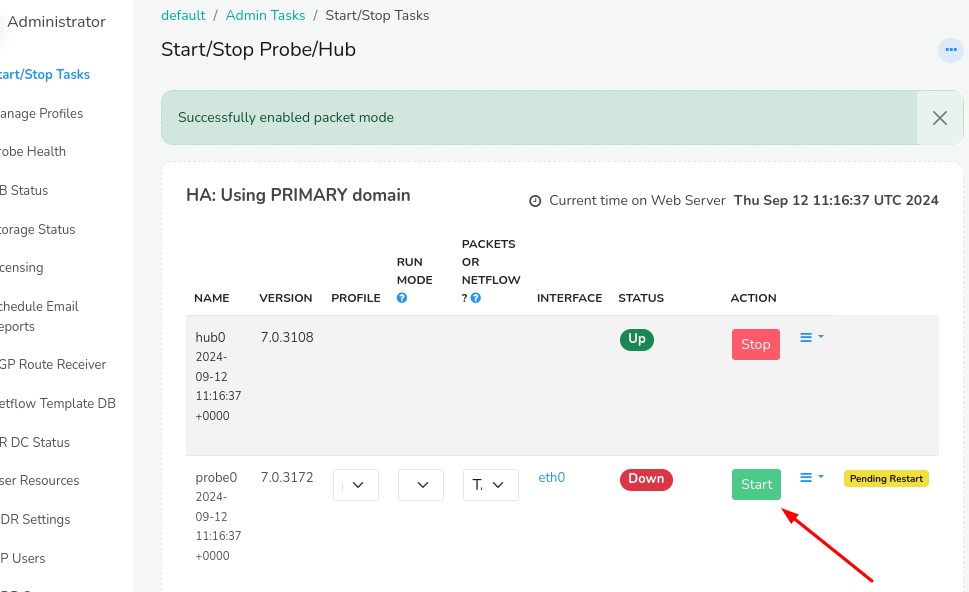 Administrator
default / Admin Tasks / Start/Stop Tasks
Start/Stop Probe/Hub
tart/Stop Tasks
anage Profiles
robe Health
B Status
torage Status
censing
chedule Email
eports
GP Route Receiver
etflow Template DB
R DC Status
ser Resources
DR Settings
P Users
Successfully enabled packet mode
HA: Using PRIMARY domain
Current time on Web Server Thu Sep 12 11:16:37 UTC 2024
NAME VERSION PROFILE RUN MODE ? PACKETS OR NETFLOW ? ? INTERFACE STATUS ACTION
hub0 7.0.3108 Up Stop
2024-
09-12
11:16:37
+0000
probe0 7.0.3172 eth0 Down Start Pending Restart
2024-
09-12
11:16:37
+0000